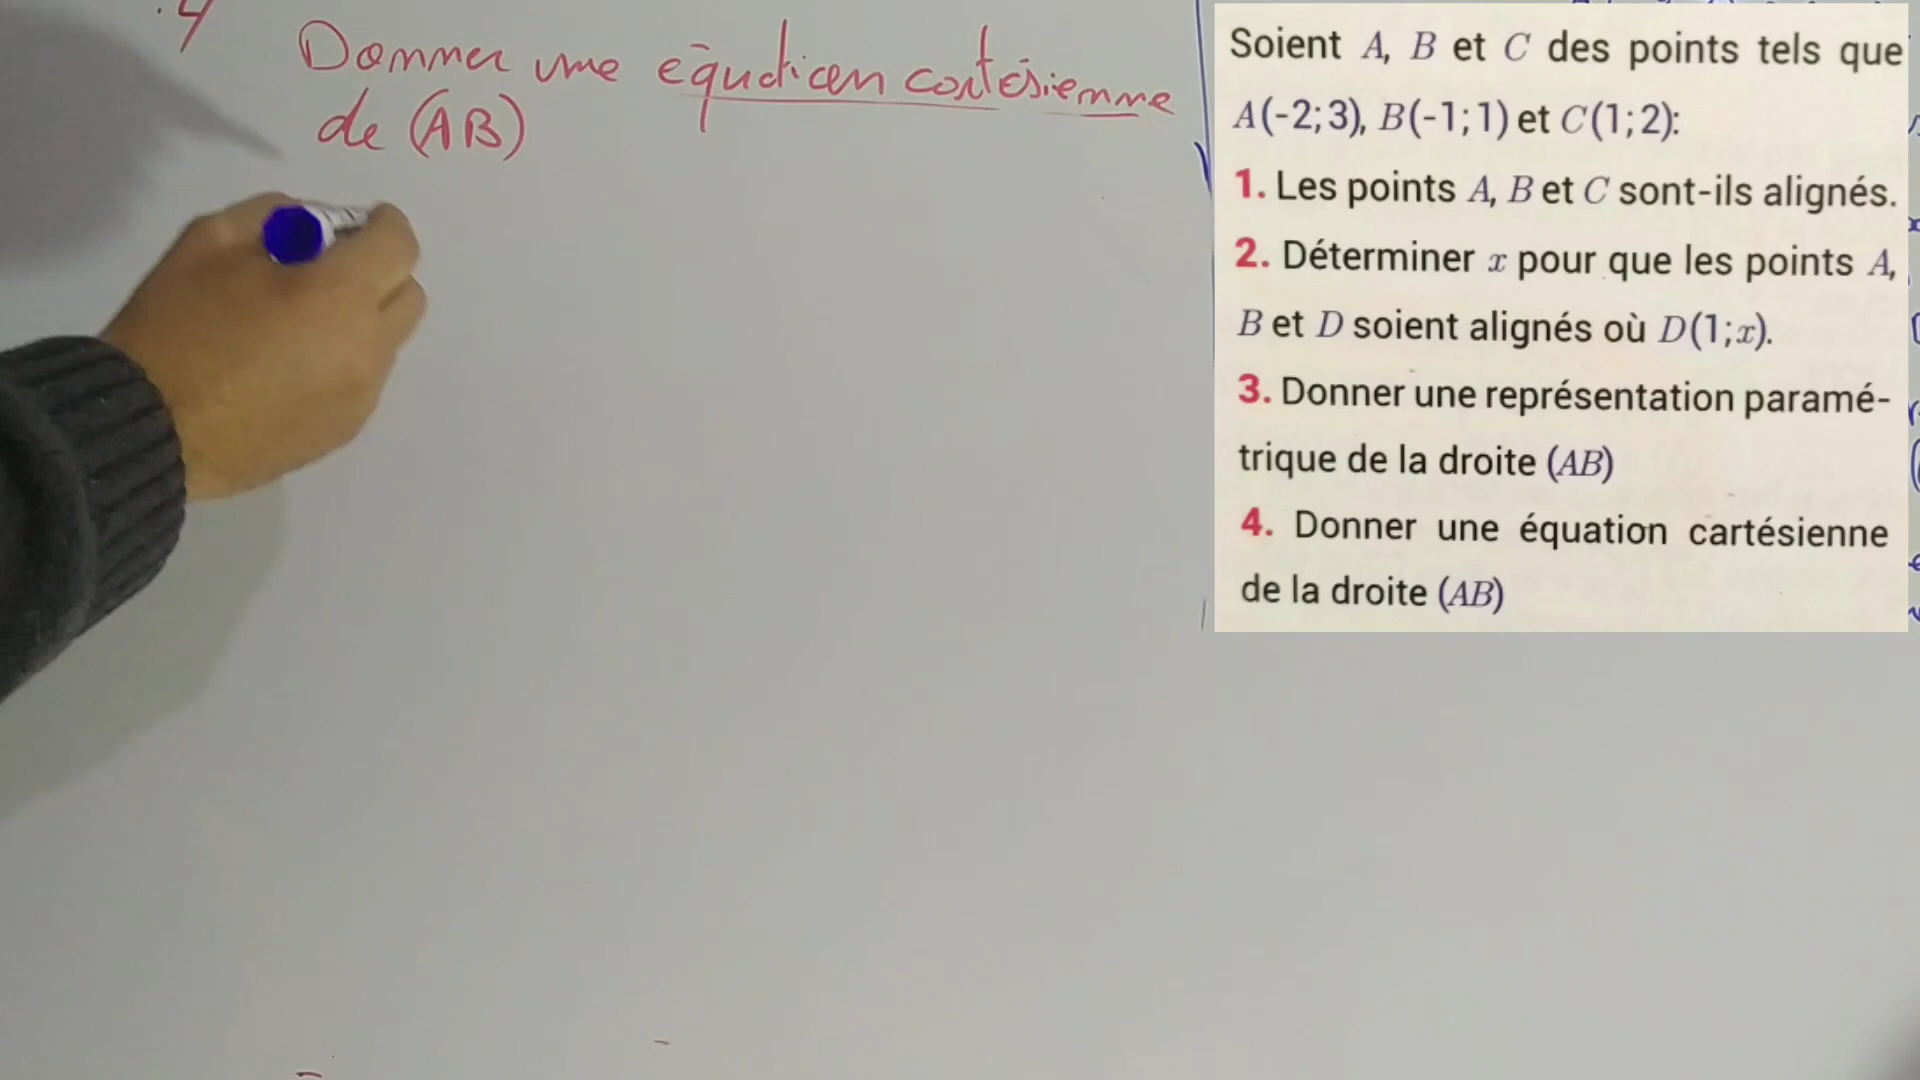 .4
Donner une équation cartésienne
de (AB)
Soient A, B et C des points tels que
A(-2;3), B(-1;1) et C(1;2):
1. Les points A, B et C sont-ils alignés.
2. Déterminer x pour que les points A,
B et D soient alignés où D(1;x).
3. Donner une représentation paramé-
trique de la droite (AB)
4. Donner une équation cartésienne
de la droite (AB)